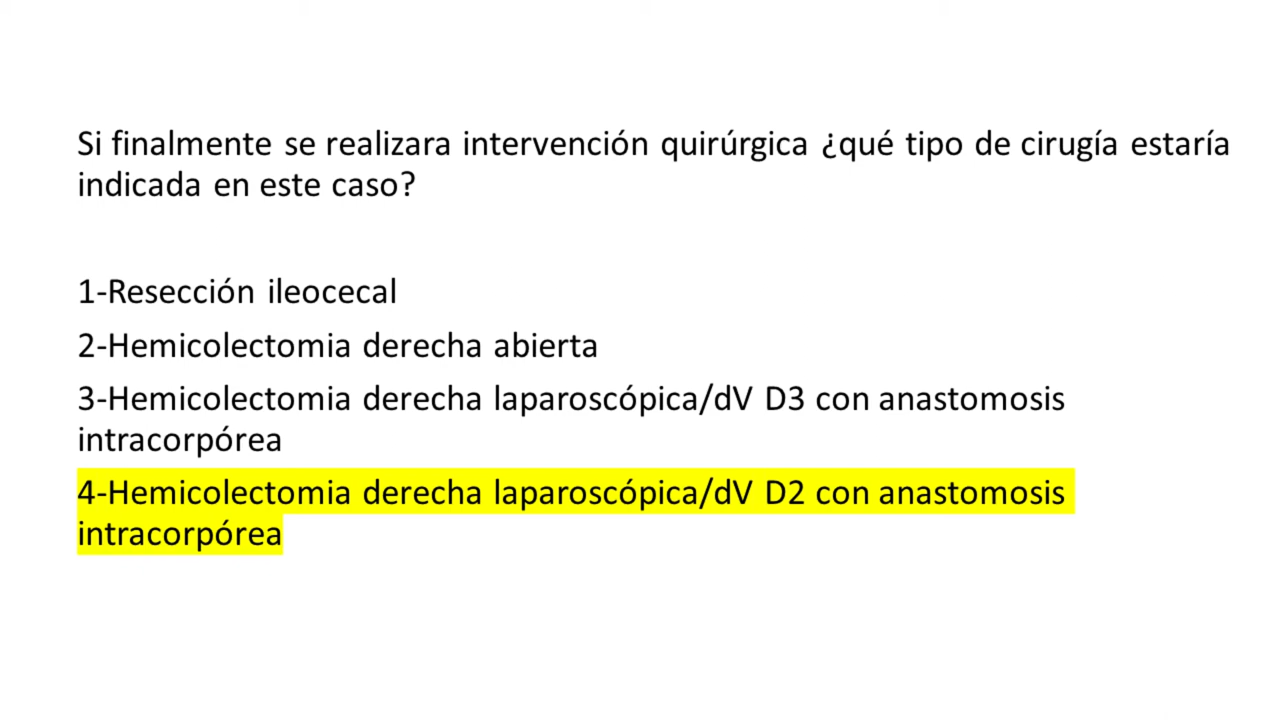 Si finalmente se realizara intervención quirúrgica ¿qué tipo de cirugía estaría
indicada en este caso?
1-Resección ileocecal
2-Hemicolectomia derecha abierta
3-Hemicolectomia derecha laparoscópica/dV D3 con anastomosis
intracorpórea
4-Hemicolectomia derecha laparoscópica/dV D2 con anastomosis
intracorpórea